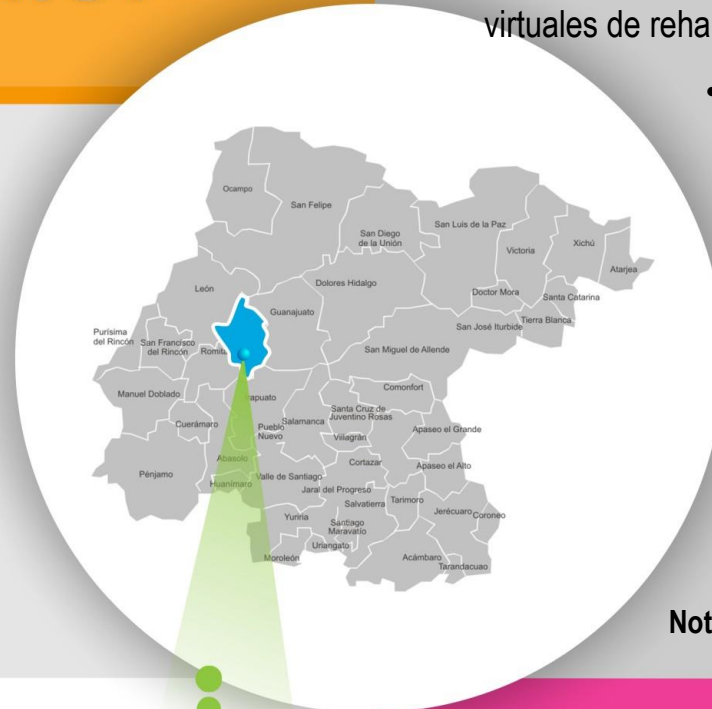 virtuales de reha
•
Ocampo
San Felipe
San Diego
de la Unión
San Luis de la Paz
Victoria
Xichú
Atarjea
León
Dolores Hidalgo
Doctor Mora
Santa Catarina
Guanajuato
Tierra Blanca
San José Iturbide
Purísima
del Rincón
San Francisco
del Rincón
Romita
San Miguel de Allende
Manuel Doblado
Irapuato
Comonfort
Cuerámaro
Pueblo
Nuevo
Salamanca
Santa Cruz de
Juventino Rosas
Villagrán
Apaseo el Grande
Abasolo
Cortazar
Apaseo el Alto
Pénjamo
Huanímaro
Valle de Santiago
Jaral del Progreso
Salvatierra
Tarimoro
Jerécuaro
Coroneo
Yuriria
Santiago
Maravatío
Uriangato
Moroleón
Acámbaro
Tarandacuao
Not